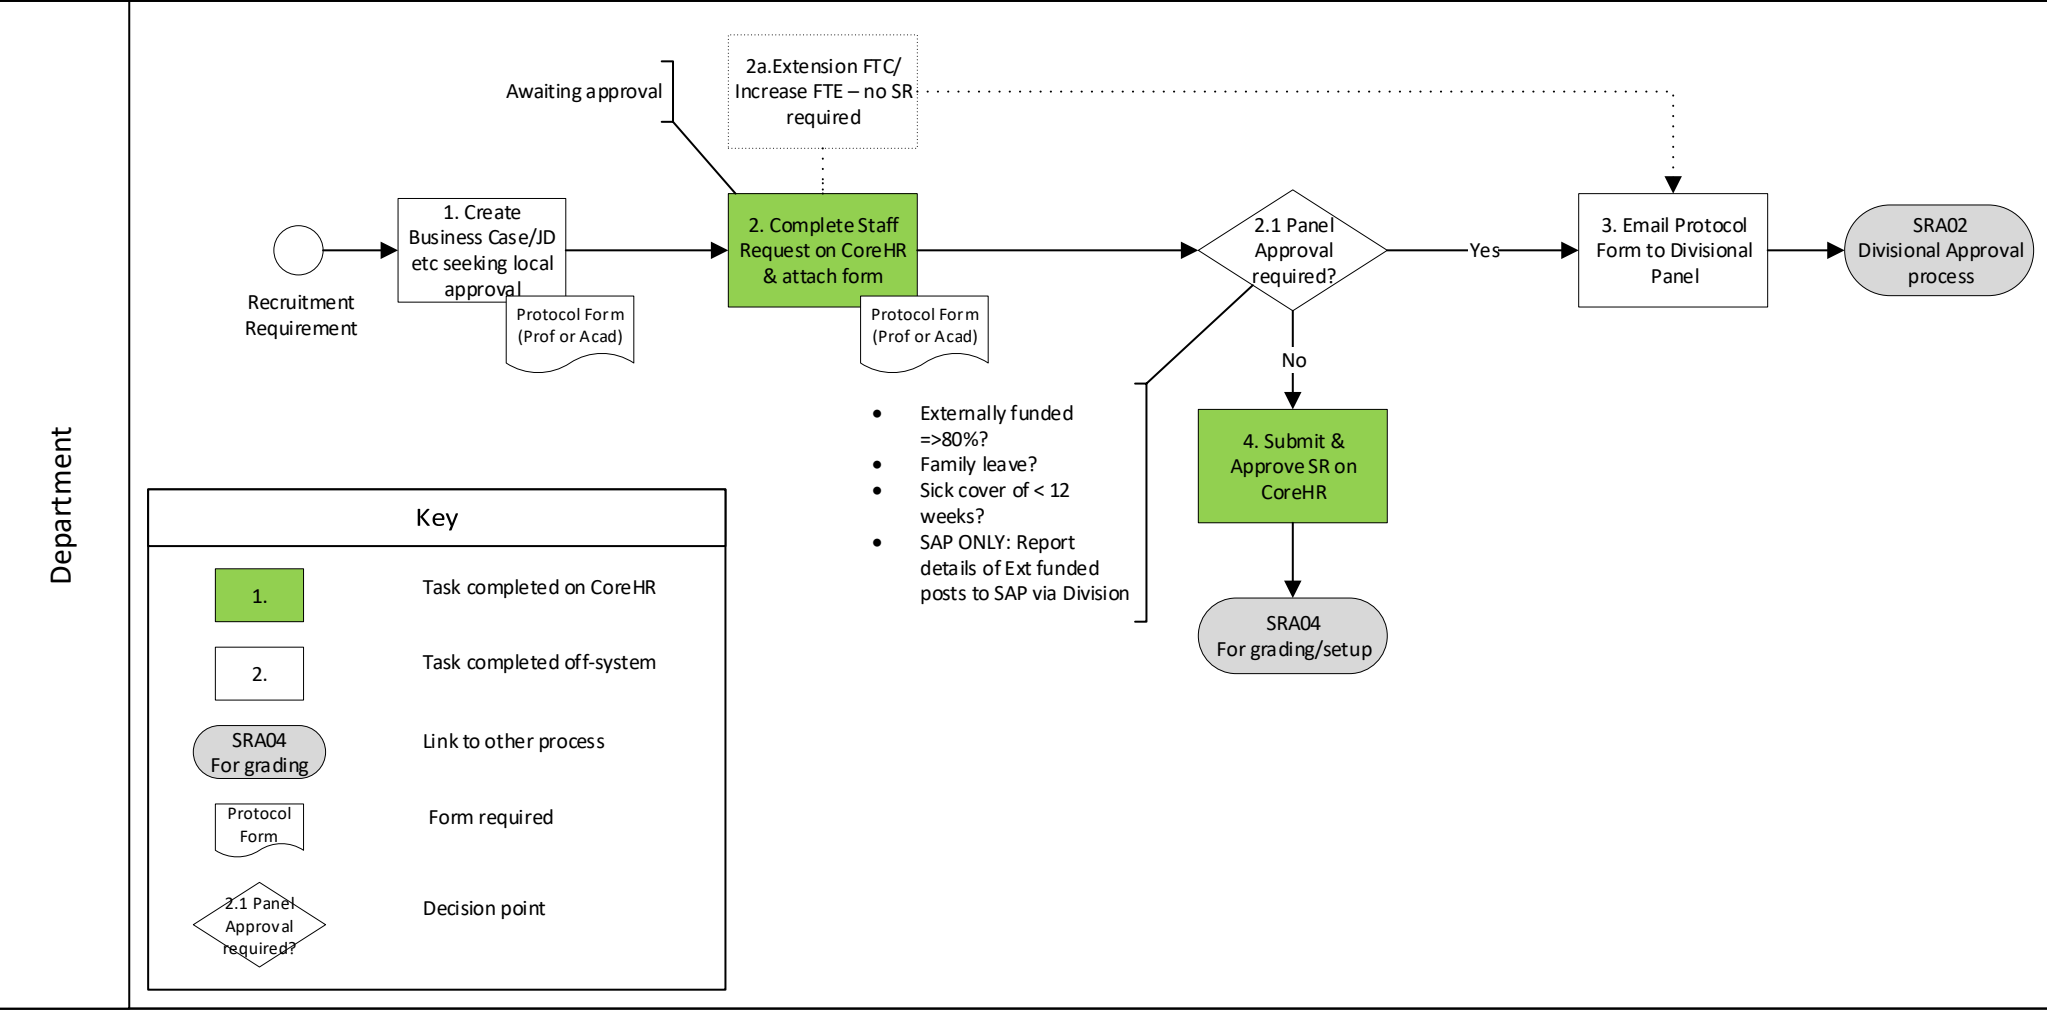 Department
Awaiting approval
2a.Extension FTC/
Increase FTE – no SR
required
Recruitment
Requirement
1. Create
Business Case/JD
etc seeking local
approval
Protocol Form
(Prof or Acad)
2. Complete Staff
Request on CoreHR
& attach form
Protocol Form
(Prof or Acad)
2.1 Panel
Approval
required?
Yes
3. Email Protocol
Form to Divisional
Panel
SRA02
Divisional Approval
process
No
• Externally funded
=>80%?
• Family leave?
• Sick cover of < 12
weeks?
• SAP ONLY: Report
details of Ext funded
posts to SAP via Division
4. Submit &
Approve SR on
CoreHR
SRA04
For grading/setup
Key
1.
Task completed on CoreHR
2.
Task completed off-system
SRA04
For grading
Link to other process
Protocol
Form
Form required
2.1 Panel
Approval
required?
Decision point